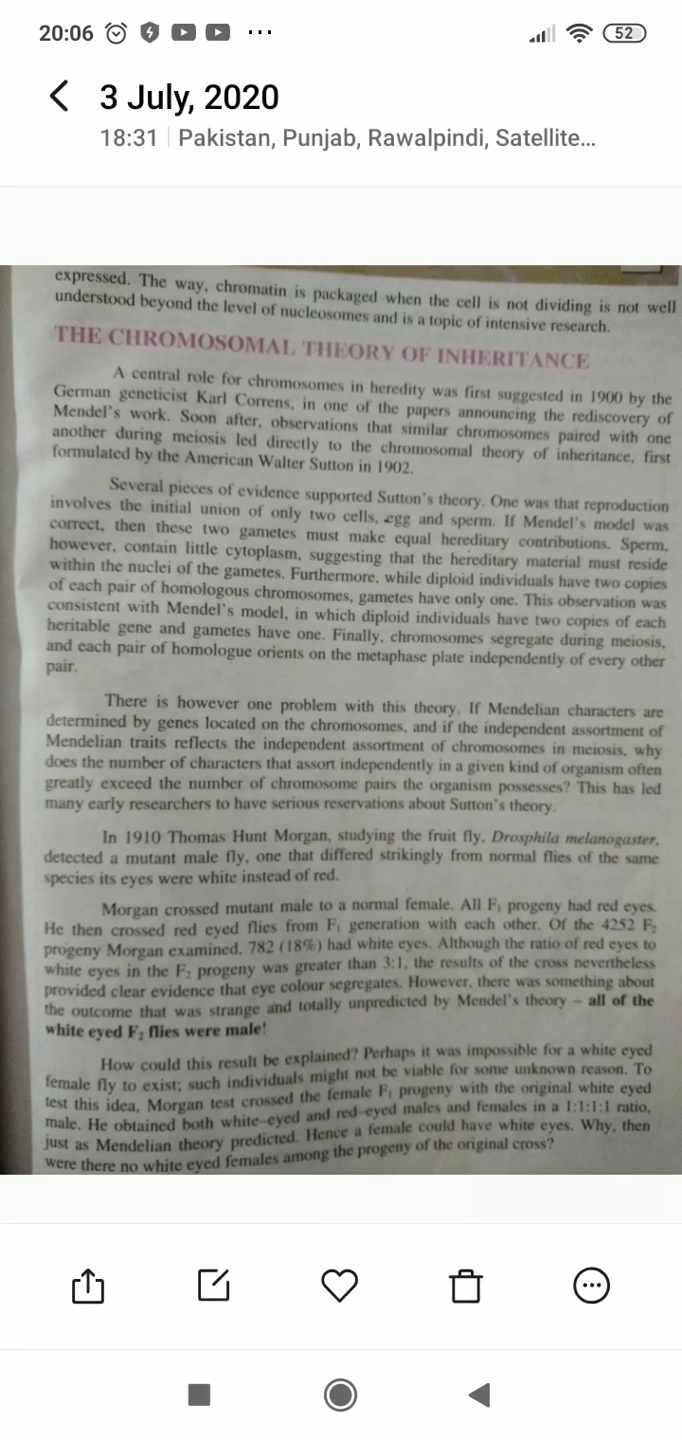 20:06 ... 52
3 July, 2020
18:31 | Pakistan, Punjab, Rawalpindi, Satellite...
expressed. The way, chromatin is packaged when the cell is not dividing is not well
understood beyond the level of nucleosomes and is a topic of intensive research.
THE CHROMOSOMAL THEORY OF INHERITANCE
A central role for chromosomes in heredity was first suggested in 1900 by the
German geneticist Karl Correns, in one of the papers announcing the rediscovery of
Mendel's work. Soon after, observations that similar chromosomes paired with one
another during meiosis led directly to the chromosomal theory of inheritance, first
formulated by the American Walter Sutton in 1902.
Several pieces of evidence supported Sutton's theory. One was that reproduction
involves the initial union of only two cells, egg and sperm. If Mendel's model was
correct, then these two gametes must make equal hereditary contributions. Sperm,
however, contain little cytoplasm, suggesting that the hereditary material must reside
within the nuclei of the gametes. Furthermore, while diploid individuals have two copies
of each pair of homologous chromosomes, gametes have only one. This observation was
consistent with Mendel's model, in which diploid individuals have two copies of each
heritable gene and gametes have one. Finally, chromosomes segregate during meiosis,
and each pair of homologue orients on the metaphase plate independently of every other
pair.
There is however one problem with this theory. If Mendelian characters are
determined by genes located on the chromosomes, and if the independent assortment of
Mendelian traits reflects the independent assortment of chromosomes in meiosis, why
does the number of characters that assort independently in a given kind of organism often
greatly exceed the number of chromosome pairs the organism possesses? This has led
many early researchers to have serious reservations about Sutton's theory.
In 1910 Thomas Hunt Morgan, studying the fruit fly, Drosphila melanogaster,
detected a mutant male fly, one that differed strikingly from normal flies of the same
species its eyes were white instead of red.
Morgan crossed mutant male to a normal female. All F₁ progeny had red eyes.
He then crossed red eyed flies from F₁ generation with each other. Of the 4252 F₂
progeny Morgan examined, 782 (18%) had white eyes. Although the ratio of red eyes to
white eyes in the F₂ progeny was greater than 3:1, the results of the cross nevertheless
provided clear evidence that eye colour segregates. However, there was something about
the outcome that was strange and totally unpredicted by Mendel's theory – all of the
white eyed F₂ flies were male!
How could this result be explained? Perhaps it was impossible for a white eyed
female fly to exist; such individuals might not be viable for some unknown reason. To
test this idea, Morgan test crossed the female F₁ progeny with the original white eyed
male. He obtained both white-eyed and red-eyed males and females in a 1:1:1:1 ratio,
just as Mendelian theory predicted. Hence a female could have white eyes. Why, then
were there no white eyed females among the progeny of the original cross?